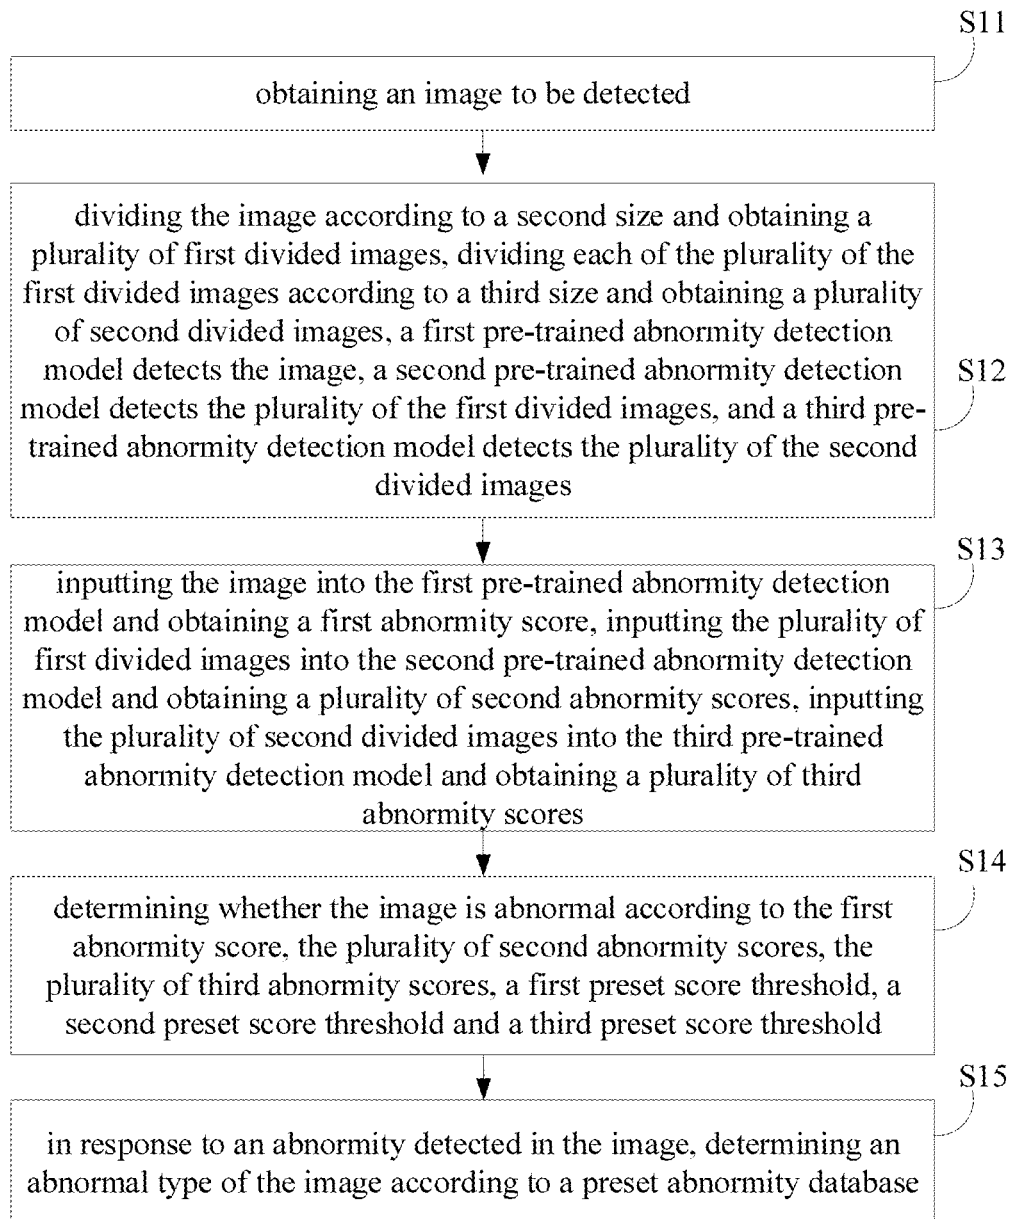 S11
obtaining an image to be detected
dividing the image according to a second size and obtaining a
plurality of first divided images, dividing each of the plurality of the
first divided images according to a third size and obtaining a plurality
of second divided images, a first pre-trained abnormity detection
model detects the image, a second pre-trained abnormity detection
model detects the plurality of the first divided images, and a third pre-
trained abnormity detection model detects the plurality of the second
divided images
S12
S13
inputting the image into the first pre-trained abnormity detection
model and obtaining a first abnormity score, inputting the plurality of
first divided images into the second pre-trained abnormity detection
model and obtaining a plurality of second abnormity scores, inputting
the plurality of second divided images into the third pre-trained
abnormity detection model and obtaining a plurality of third
abnormity scores
S14
determining whether the image is abnormal according to the first
abnormity score, the plurality of second abnormity scores, the
plurality of third abnormity scores, a first preset score threshold, a
second preset score threshold and a third preset score threshold
S15
in response to an abnormity detected in the image, determining an
abnormal type of the image according to a preset abnormity database